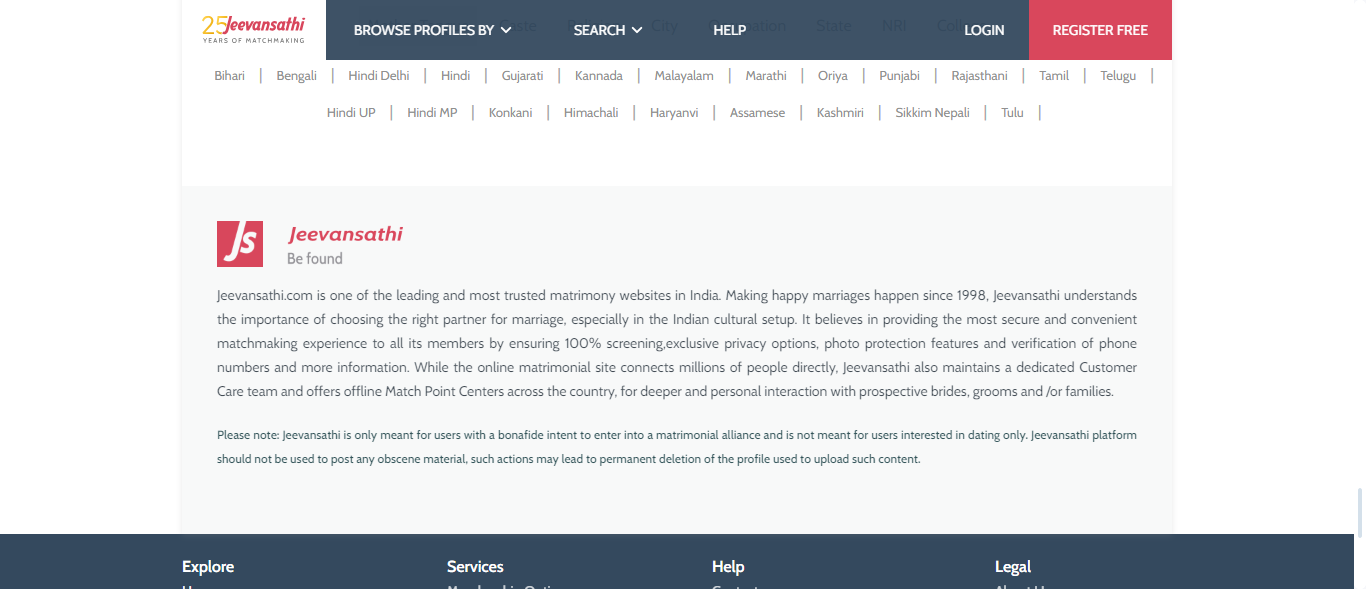 25 Jeevansathi
YEARS OF MATCHMAKING
BROWSE PROFILES BY SEARCH HELP LOGIN REGISTER FREE
Caste City Occupation State NRI
Bihari | Bengali | Hindi Delhi | Hindi | Gujarati | Kannada | Malayalam | Marathi | Oriya | Punjabi | Rajasthani | Tamil | Telugu |
Hindi UP | Hindi MP | Konkani | Himachali | Haryanvi | Assamese | Kashmiri | Sikkim Nepali | Tulu |
JS
Jeevansathi
Be found
Jeevansathi.com is one of the leading and most trusted matrimony websites in India. Making happy marriages happen since 1998, Jeevansathi understands
the importance of choosing the right partner for marriage, especially in the Indian cultural setup. It believes in providing the most secure and convenient
matchmaking experience to all its members by ensuring 100% screening,exclusive privacy options, photo protection features and verification of phone
numbers and more information. While the online matrimonial site connects millions of people directly, Jeevansathi also maintains a dedicated Customer
Care team and offers offline Match Point Centers across the country, for deeper and personal interaction with prospective brides, grooms and /or families.
Please note: Jeevansathi is only meant for users with a bonafide intent to enter into a matrimonial alliance and is not meant for users interested in dating only. Jeevansathi platform
should not be used to post any obscene material, such actions may lead to permanent deletion of the profile used to upload such content.
Explore Services Help Legal